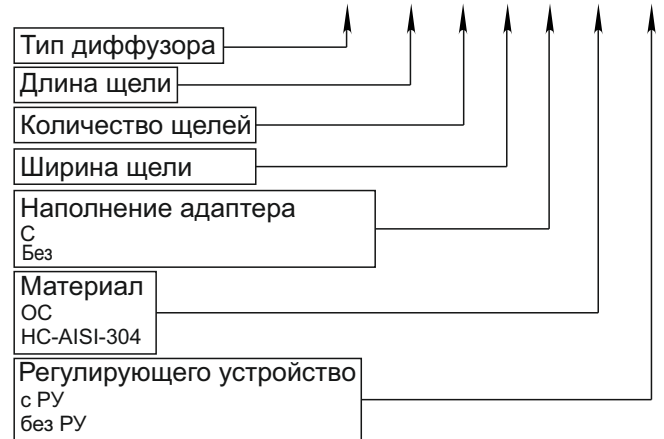 Тип диффузора
Длина щели
Количество щелей
Ширина щели
Наполнение адаптера
С
Без
Материал
ОС
НС-AISI-304
Регулирующего устройство
с РУ
без РУ